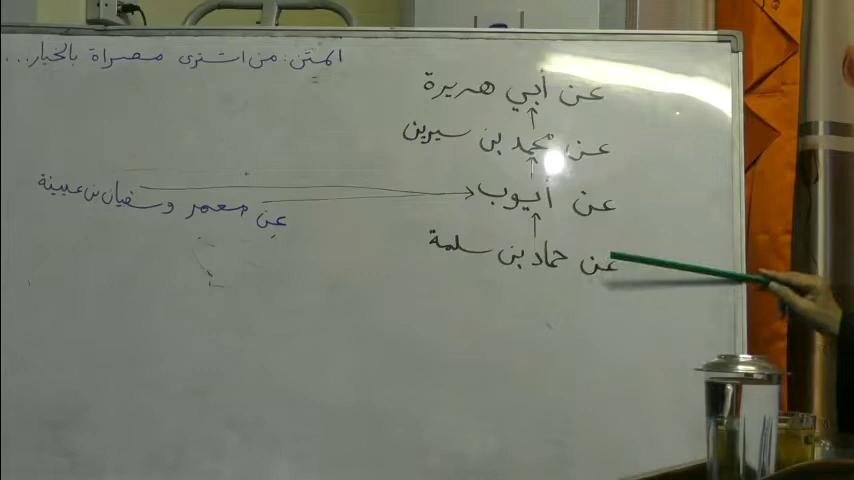 المتن: من اشترى مصراة بالخيار...
عن أبي هريرة
عن محمد بن سيرين
عن أيوب
عن معمر وسفيان بن عيينة
عن حماد بن سلمة